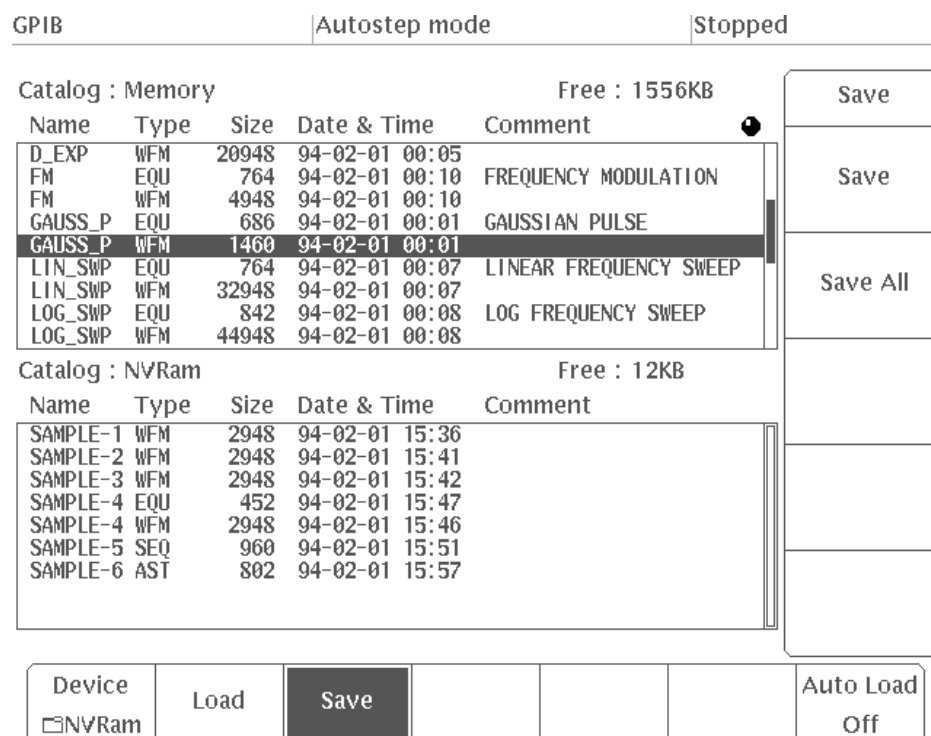 GPIB Autostep mode Stopped
Catalog : Memory Free : 1556KB
Name Type Size Date & Time Comment
D_EXP WFM 20948 94-02-01 00:05
FM EQU 764 94-02-01 00:10 FREQUENCY MODULATION
FM WFM 4948 94-02-01 00:10
GAUSS_P EQU 686 94-02-01 00:01 GAUSSIAN PULSE
GAUSS_P WFM 1460 94-02-01 00:01
LIN_SWP EQU 764 94-02-01 00:07 LINEAR FREQUENCY SWEEP
LIN_SWP WFM 32948 94-02-01 00:07
LOG_SWP EQU 842 94-02-01 00:08 LOG FREQUENCY SWEEP
LOG_SWP WFM 44948 94-02-01 00:08
Catalog : NVRam Free : 12KB
Name Type Size Date & Time Comment
SAMPLE-1 WFM 2948 94-02-01 15:36
SAMPLE-2 WFM 2948 94-02-01 15:41
SAMPLE-3 WFM 2948 94-02-01 15:42
SAMPLE-4 EQU 452 94-02-01 15:47
SAMPLE-4 WFM 2948 94-02-01 15:46
SAMPLE-5 SEQ 960 94-02-01 15:51
SAMPLE-6 AST 802 94-02-01 15:57
Save
Save
Save All
Device
NVRam
Load
Save
Auto Load
Off